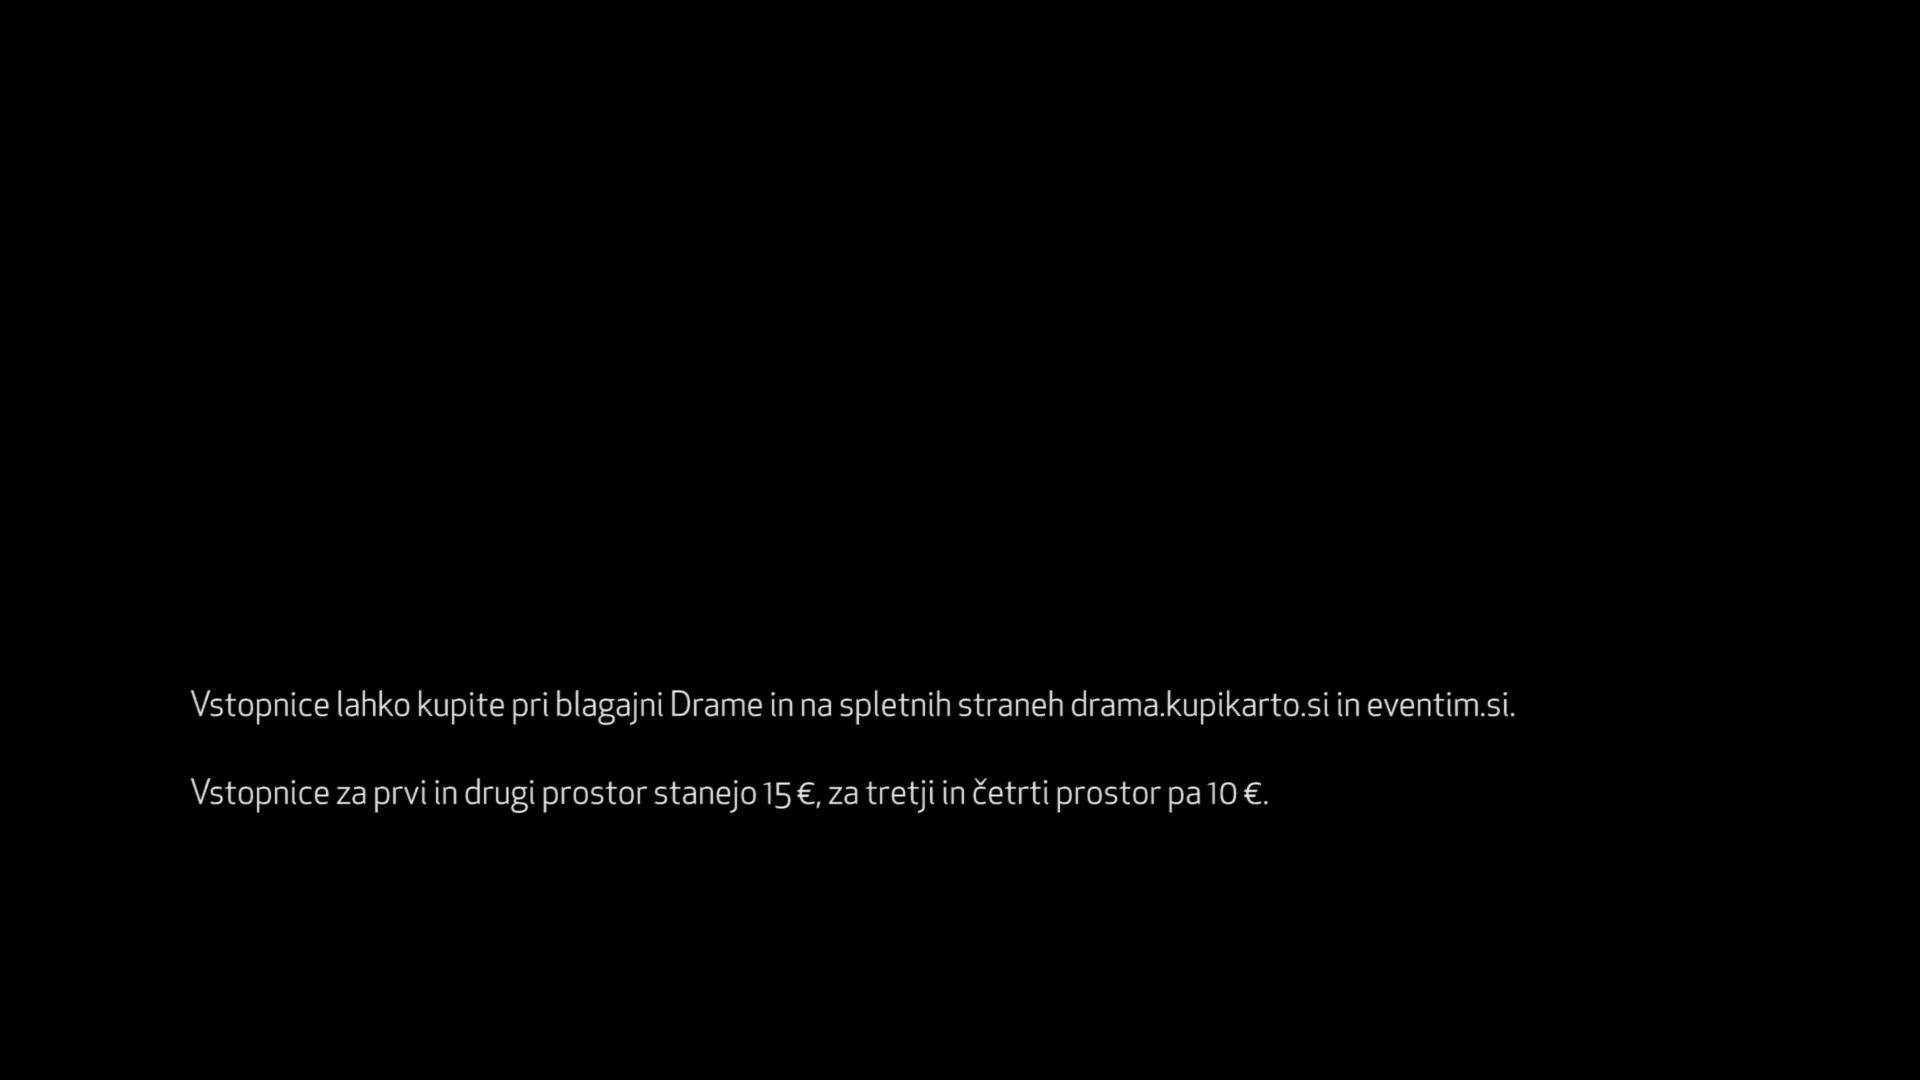 Vstopnice lahko kupite pri blagajni Drame in na spletnih straneh drama.kupikarto.si in eventim.si.
Vstopnice za prvi in drugi prostor stanejo 15 €, za tretji in četrti prostor pa 10 €.